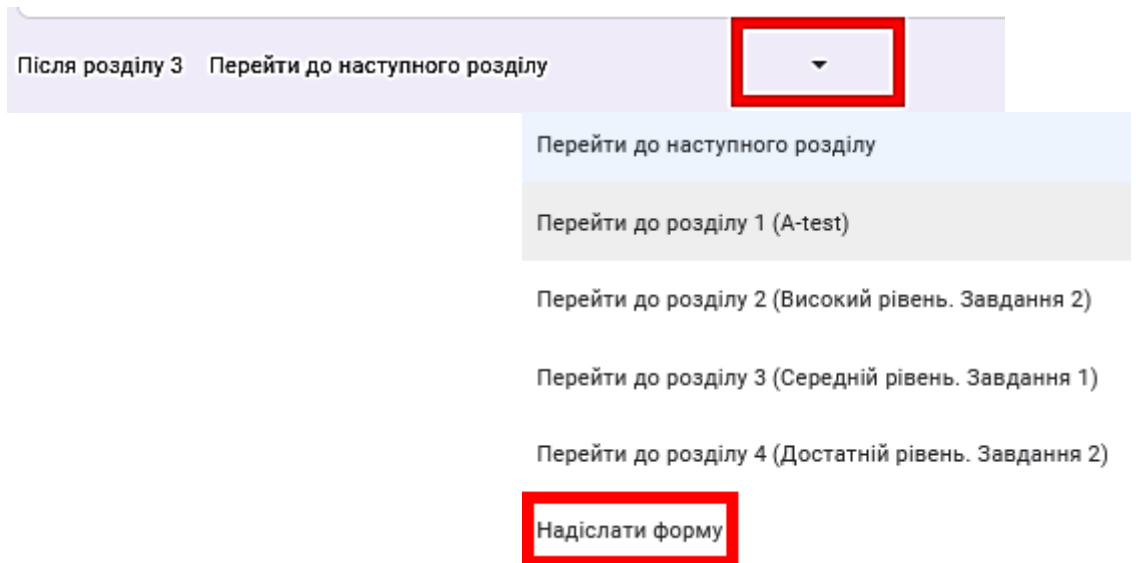 Після розділу 3 Перейти до наступного розділу
Перейти до наступного розділу
Перейти до розділу 1 (A-test)
Перейти до розділу 2 (Високий рівень. Завдання 2)
Перейти до розділу 3 (Середній рівень. Завдання 1)
Перейти до розділу 4 (Достатній рівень. Завдання 2)
Надіслати форму